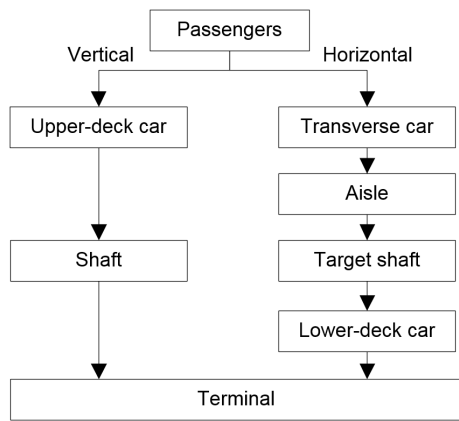 Passengers
Vertical
Horizontal
Upper-deck car
Transverse car
Aisle
Shaft
Target shaft
Lower-deck car
Terminal